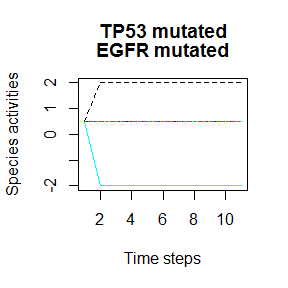 TP53 mutated
EGFR mutated
Species activities
2
1
0
-2
2 4 6 8 10
Time steps